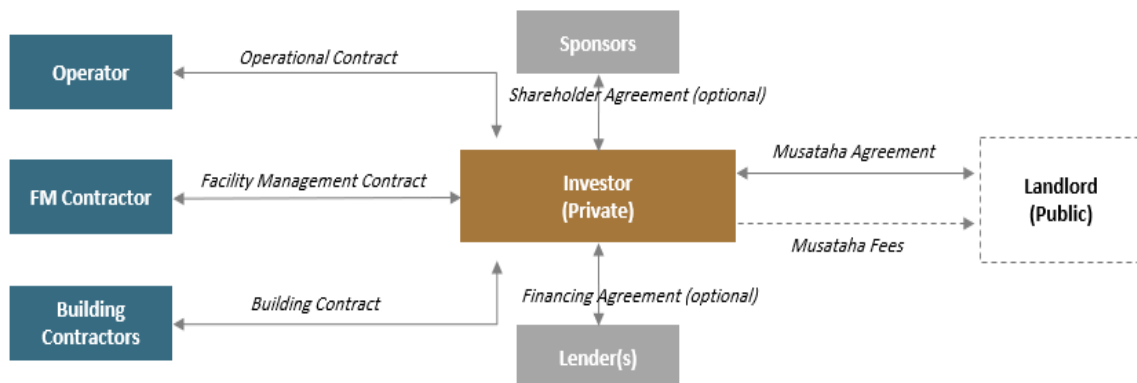 Sponsors
Operator
Operational Contract
Shareholder Agreement (optional)
FM Contractor
Facility Management Contract
Investor
(Private)
Musataha Agreement
Musataha Fees
Landlord
(Public)
Building
Contractors
Building Contract
Financing Agreement (optional)
Lender(s)